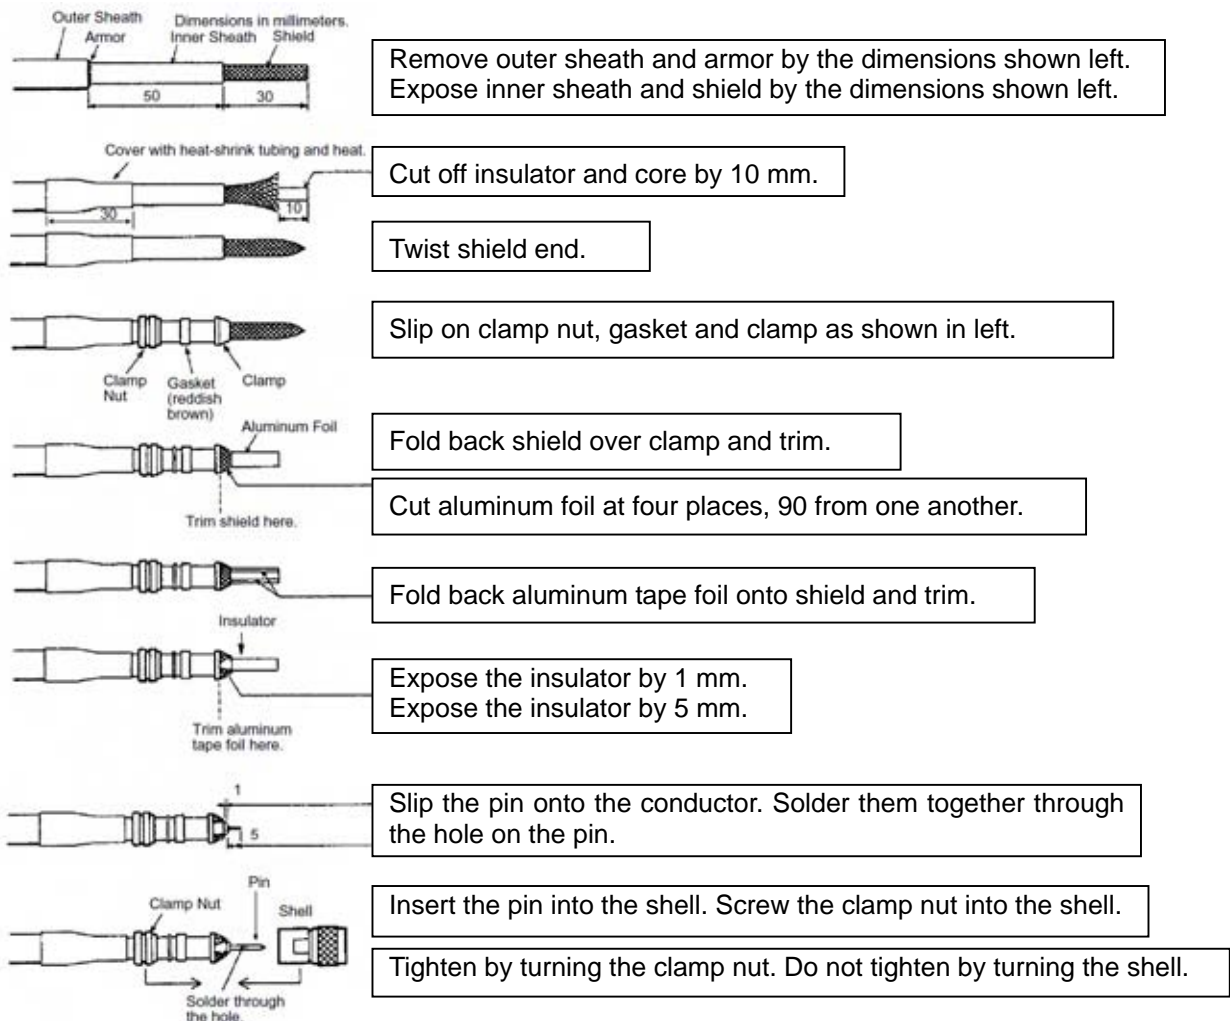 Outer Sheath
Dimensions in millimeters.
Armor
Inner Sheath
Shield
50
30
Remove outer sheath and armor by the dimensions shown left.
Expose inner sheath and shield by the dimensions shown left.
Cover with heat-shrink tubing and heat.
30
10
Cut off insulator and core by 10 mm.
Twist shield end.
Slip on clamp nut, gasket and clamp as shown in left.
Clamp
Nut
Gasket
(reddish
brown)
Clamp
Aluminum Foil
Fold back shield over clamp and trim.
Cut aluminum foil at four places, 90 from one another.
Trim shield here.
Fold back aluminum tape foil onto shield and trim.
Insulator
Expose the insulator by 1 mm.
Expose the insulator by 5 mm.
Trim aluminum
tape foil here.
1
5
Slip the pin onto the conductor. Solder them together through
the hole on the pin.
Pin
Clamp Nut
Shell
Insert the pin into the shell. Screw the clamp nut into the shell.
Tighten by turning the clamp nut. Do not tighten by turning the shell.
Solder through
the hole.